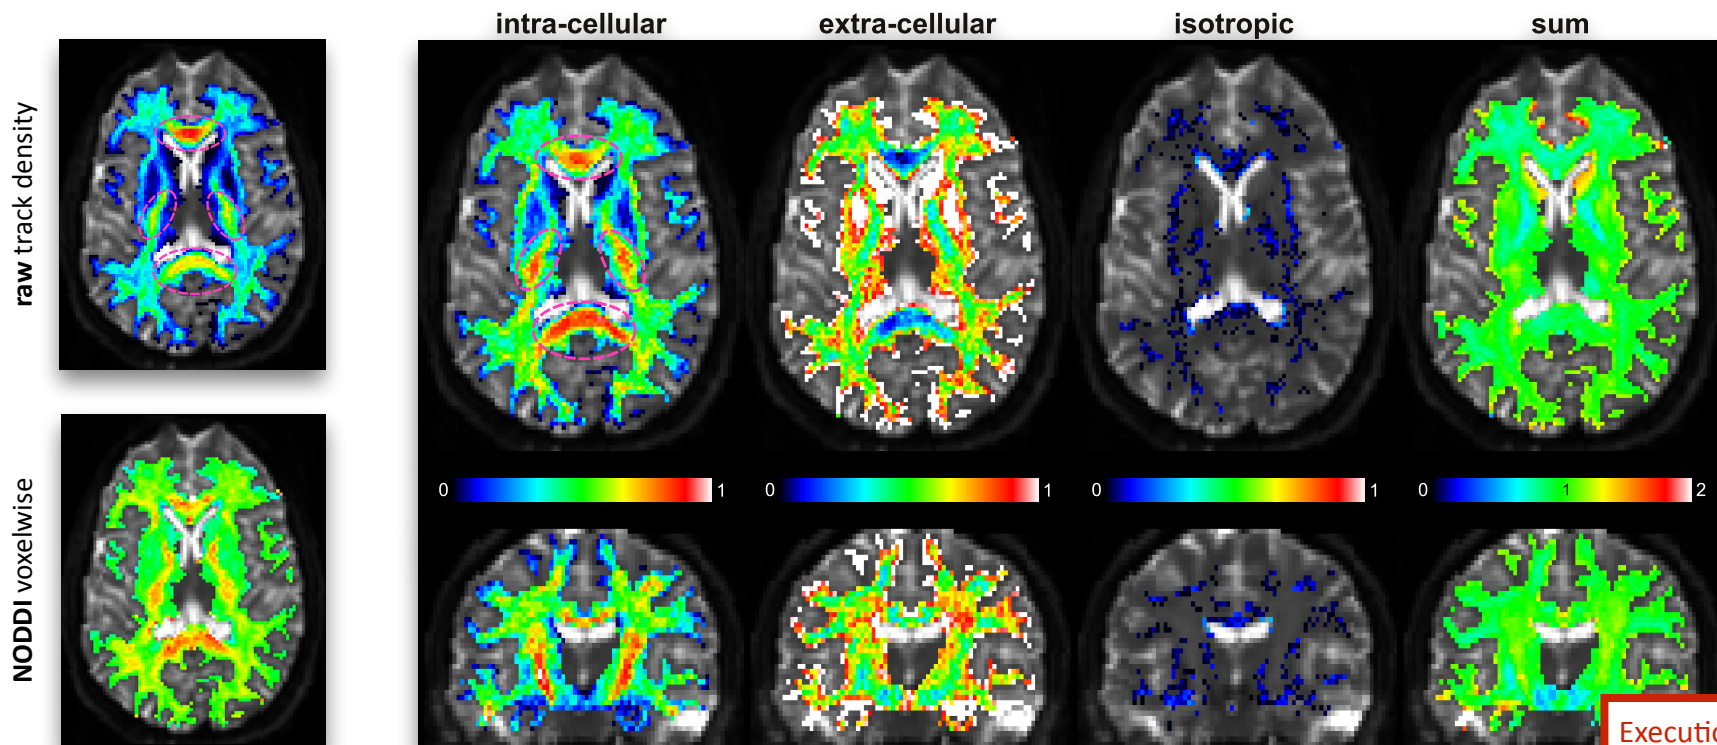 intra-cellular extra-cellular isotropic sum
raw track density
0 1 0 1 0 1 0 1 2
NODDI voxelwise